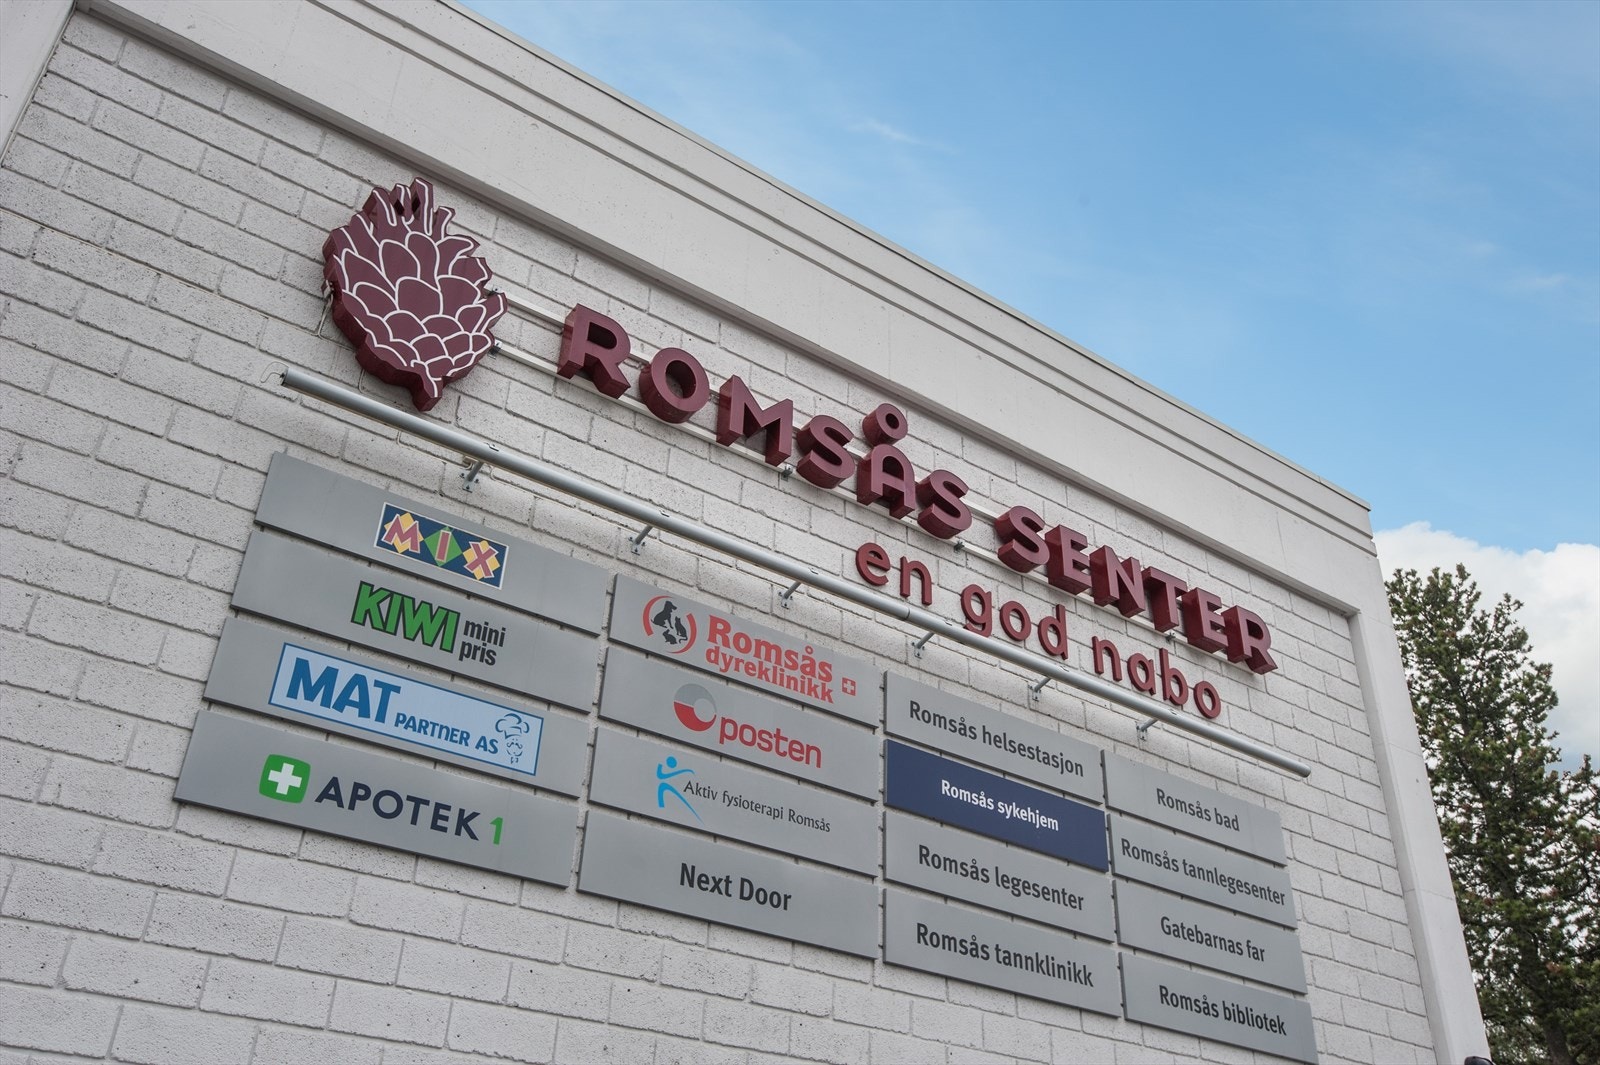 ROMSÅS SENTER
en god nabo
MIX
KIWI mini
pris
MAT PARTNER AS
APOTEK 1
Romsås
dyreklinikk
posten
Aktiv fysioterapi Romsås
Next Door
Romsås helsestasjon
Romsås sykehjem
Romsås legesenter
Romsås tannklinikk
Romsås bad
Romsås tannlegesenter
Gatebarnas far
Romsås bibliotek